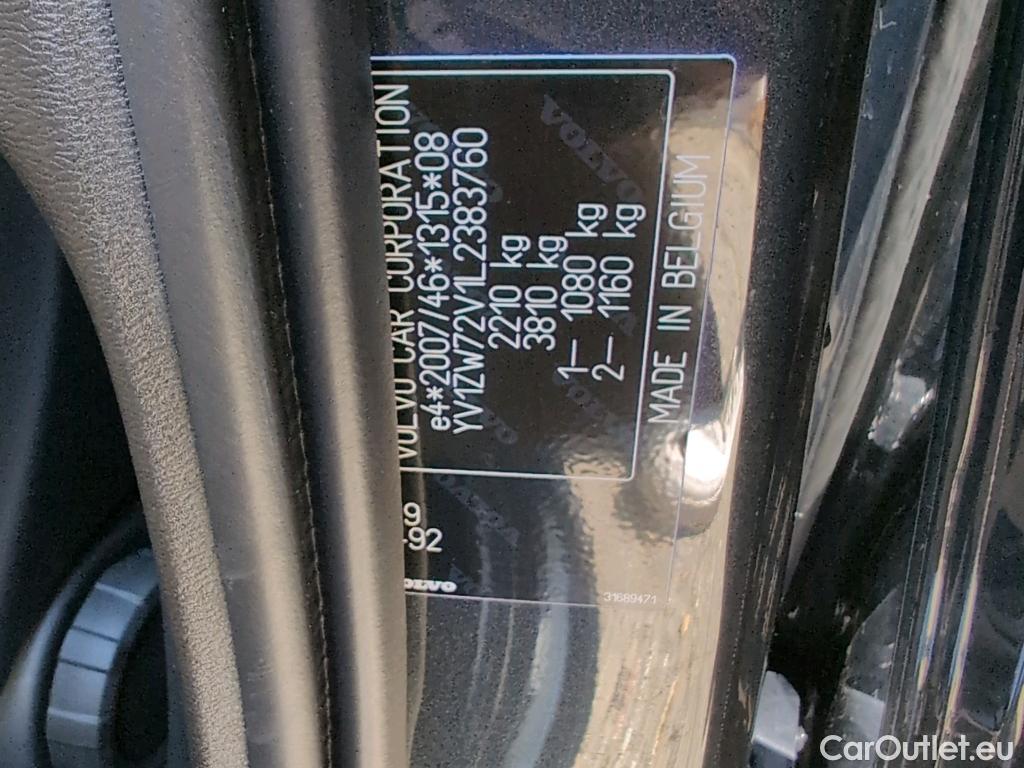 VOLVO CAR CORPORATION
e4*2007/46*1315*08
YV1ZW72V1L2383760
2210 kg
3810 kg
1– 1080 kg
2– 1160 kg
MADE IN BELGIUM
VOLVO
31689471
CarOutlet.eu